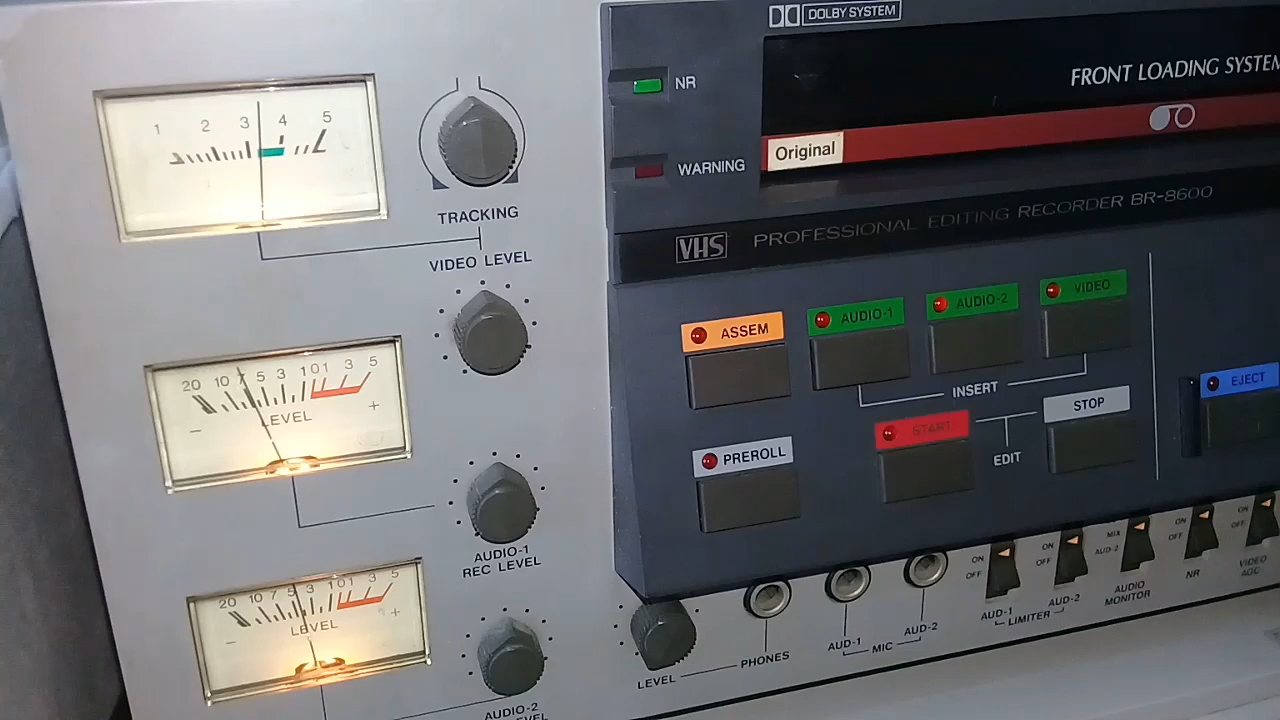 DOLBY SYSTEM
FRONT LOADING SYSTEM
NR
WARNING
Original
VHS PROFESSIONAL EDITING RECORDER BR-8600
1 2 3 4 5
TRACKING
VIDEO LEVEL
20 10 7 5 3 1 0 1 3 5
LEVEL
- +
AUDIO-1
REC LEVEL
20 10 7 5 3 1 0 1 3 5
LEVEL
- +
AUDIO-2
ASSEM
AUDIO-1
AUDIO-2
VIDEO
INSERT
PREROLL
START
STOP
EDIT
EJECT
LEVEL
PHONES
AUD-1
AUD-2
MIC
ON
OFF
AUD-1
ON
OFF
AUD-2
LIMITER
MIX
AUD-2
AUDIO
MONITOR
ON
OFF
NR
ON
OFF
VIDEO
AGC